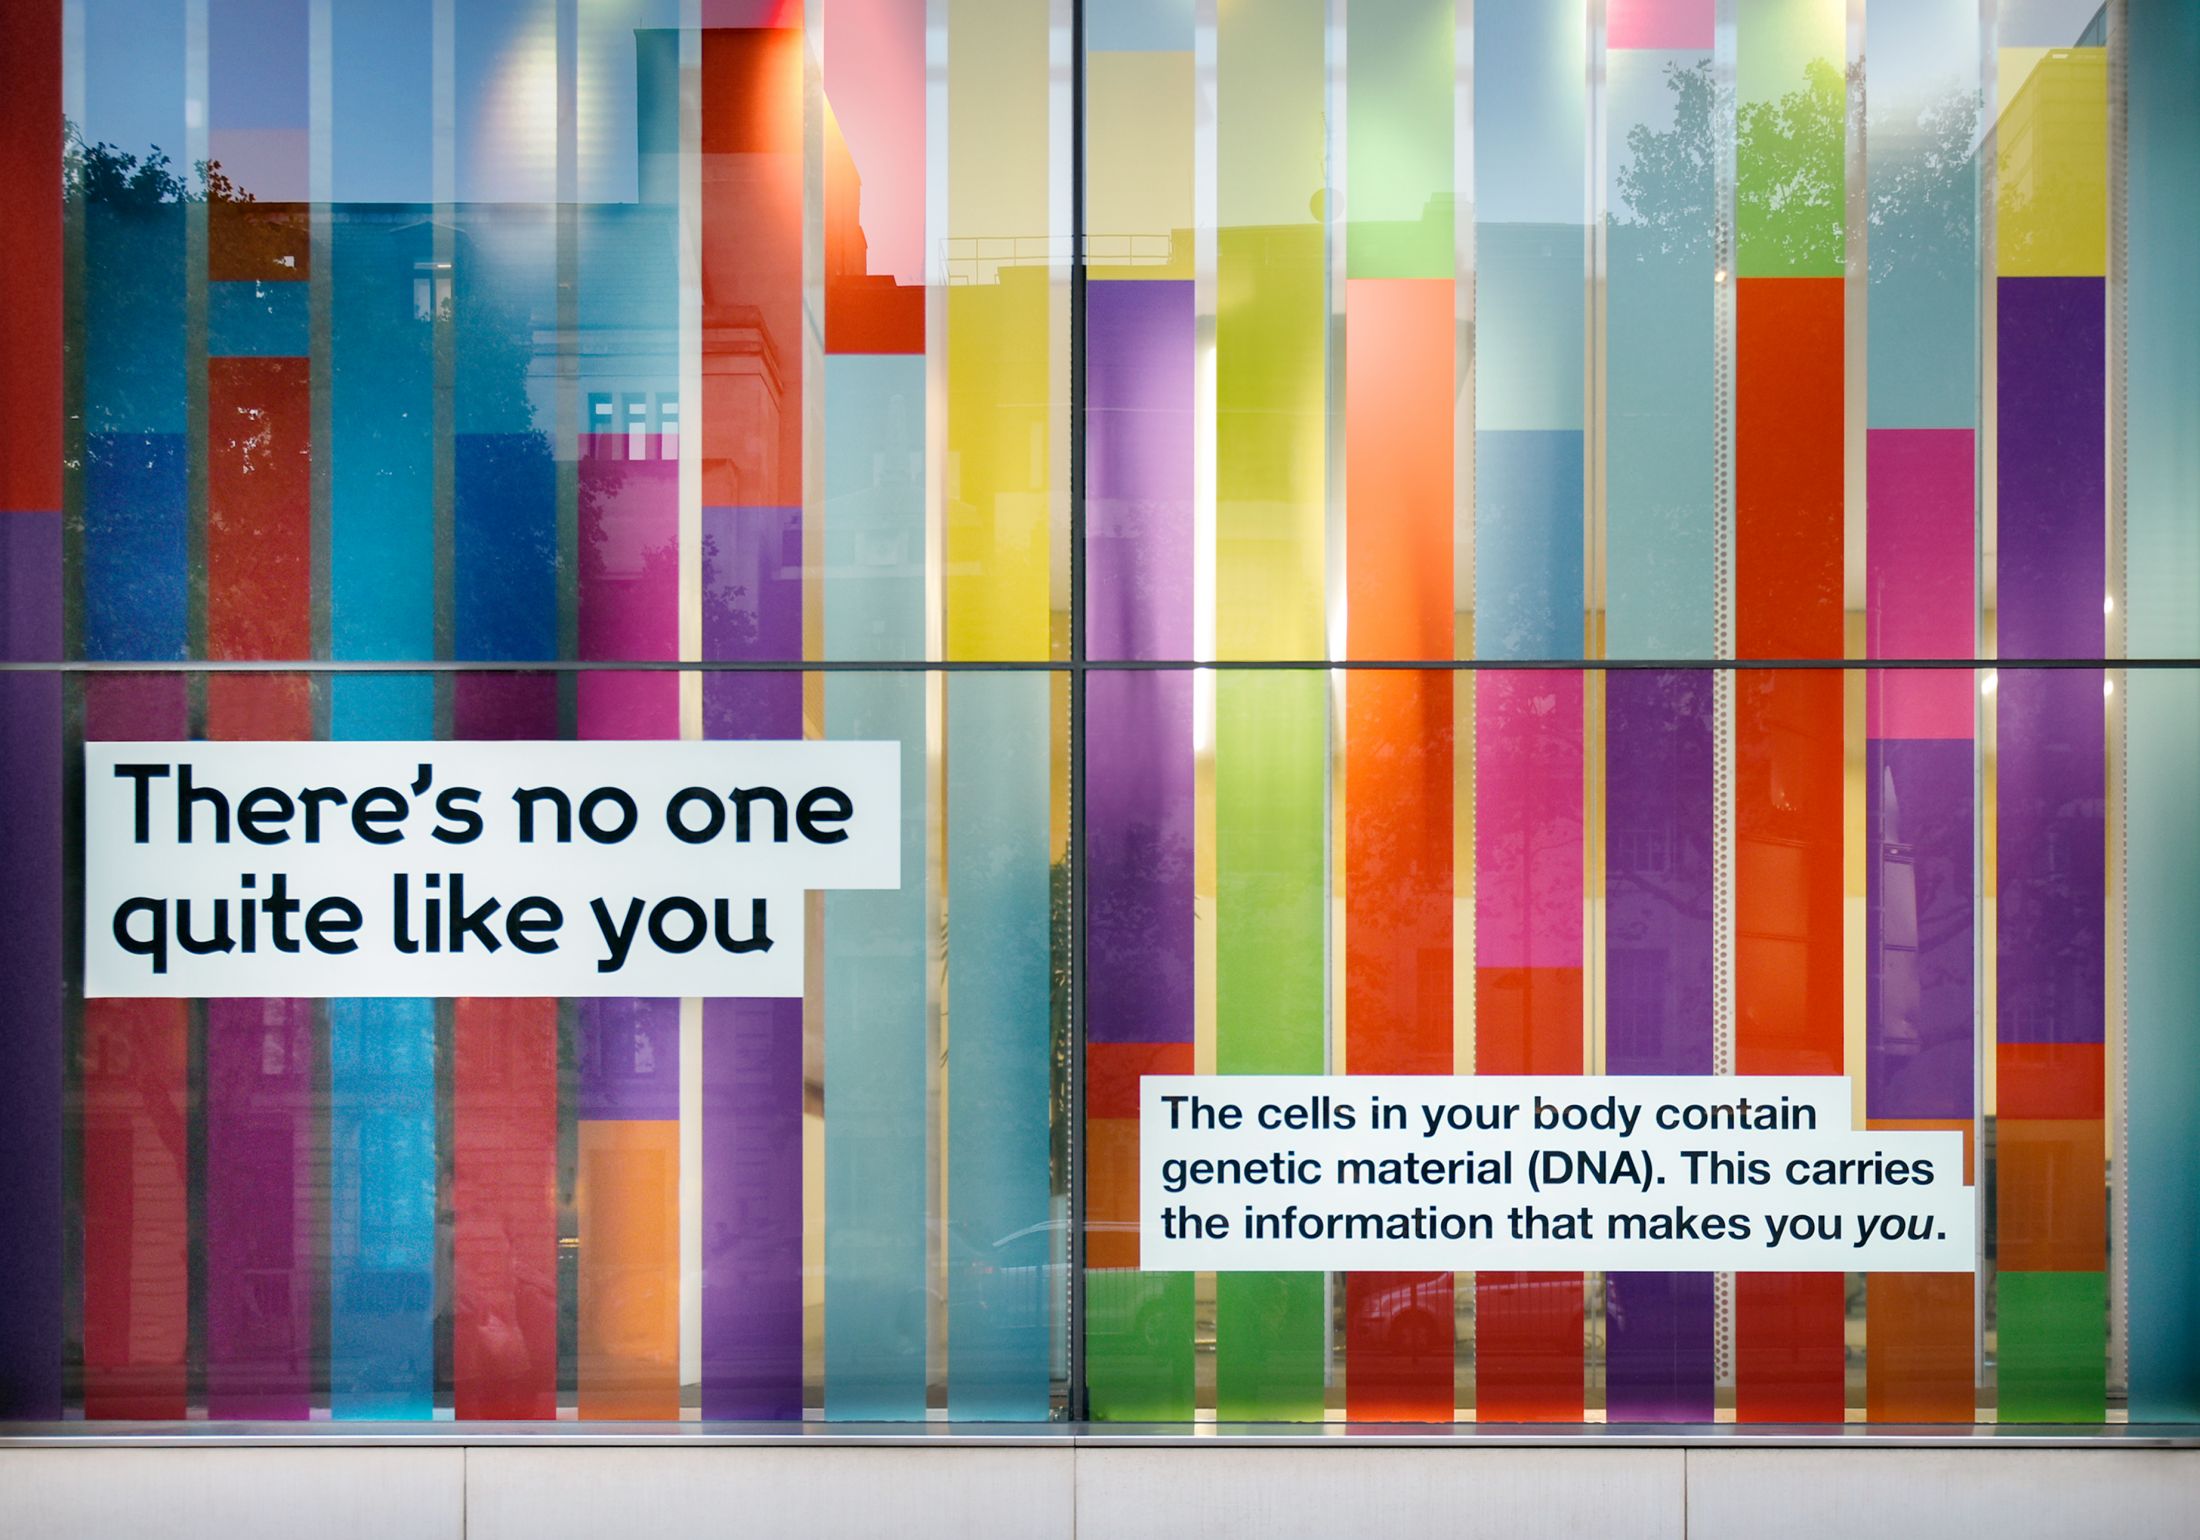 There's no one
quite like you
The cells in your body contain
genetic material (DNA). This carries
the information that makes you you.